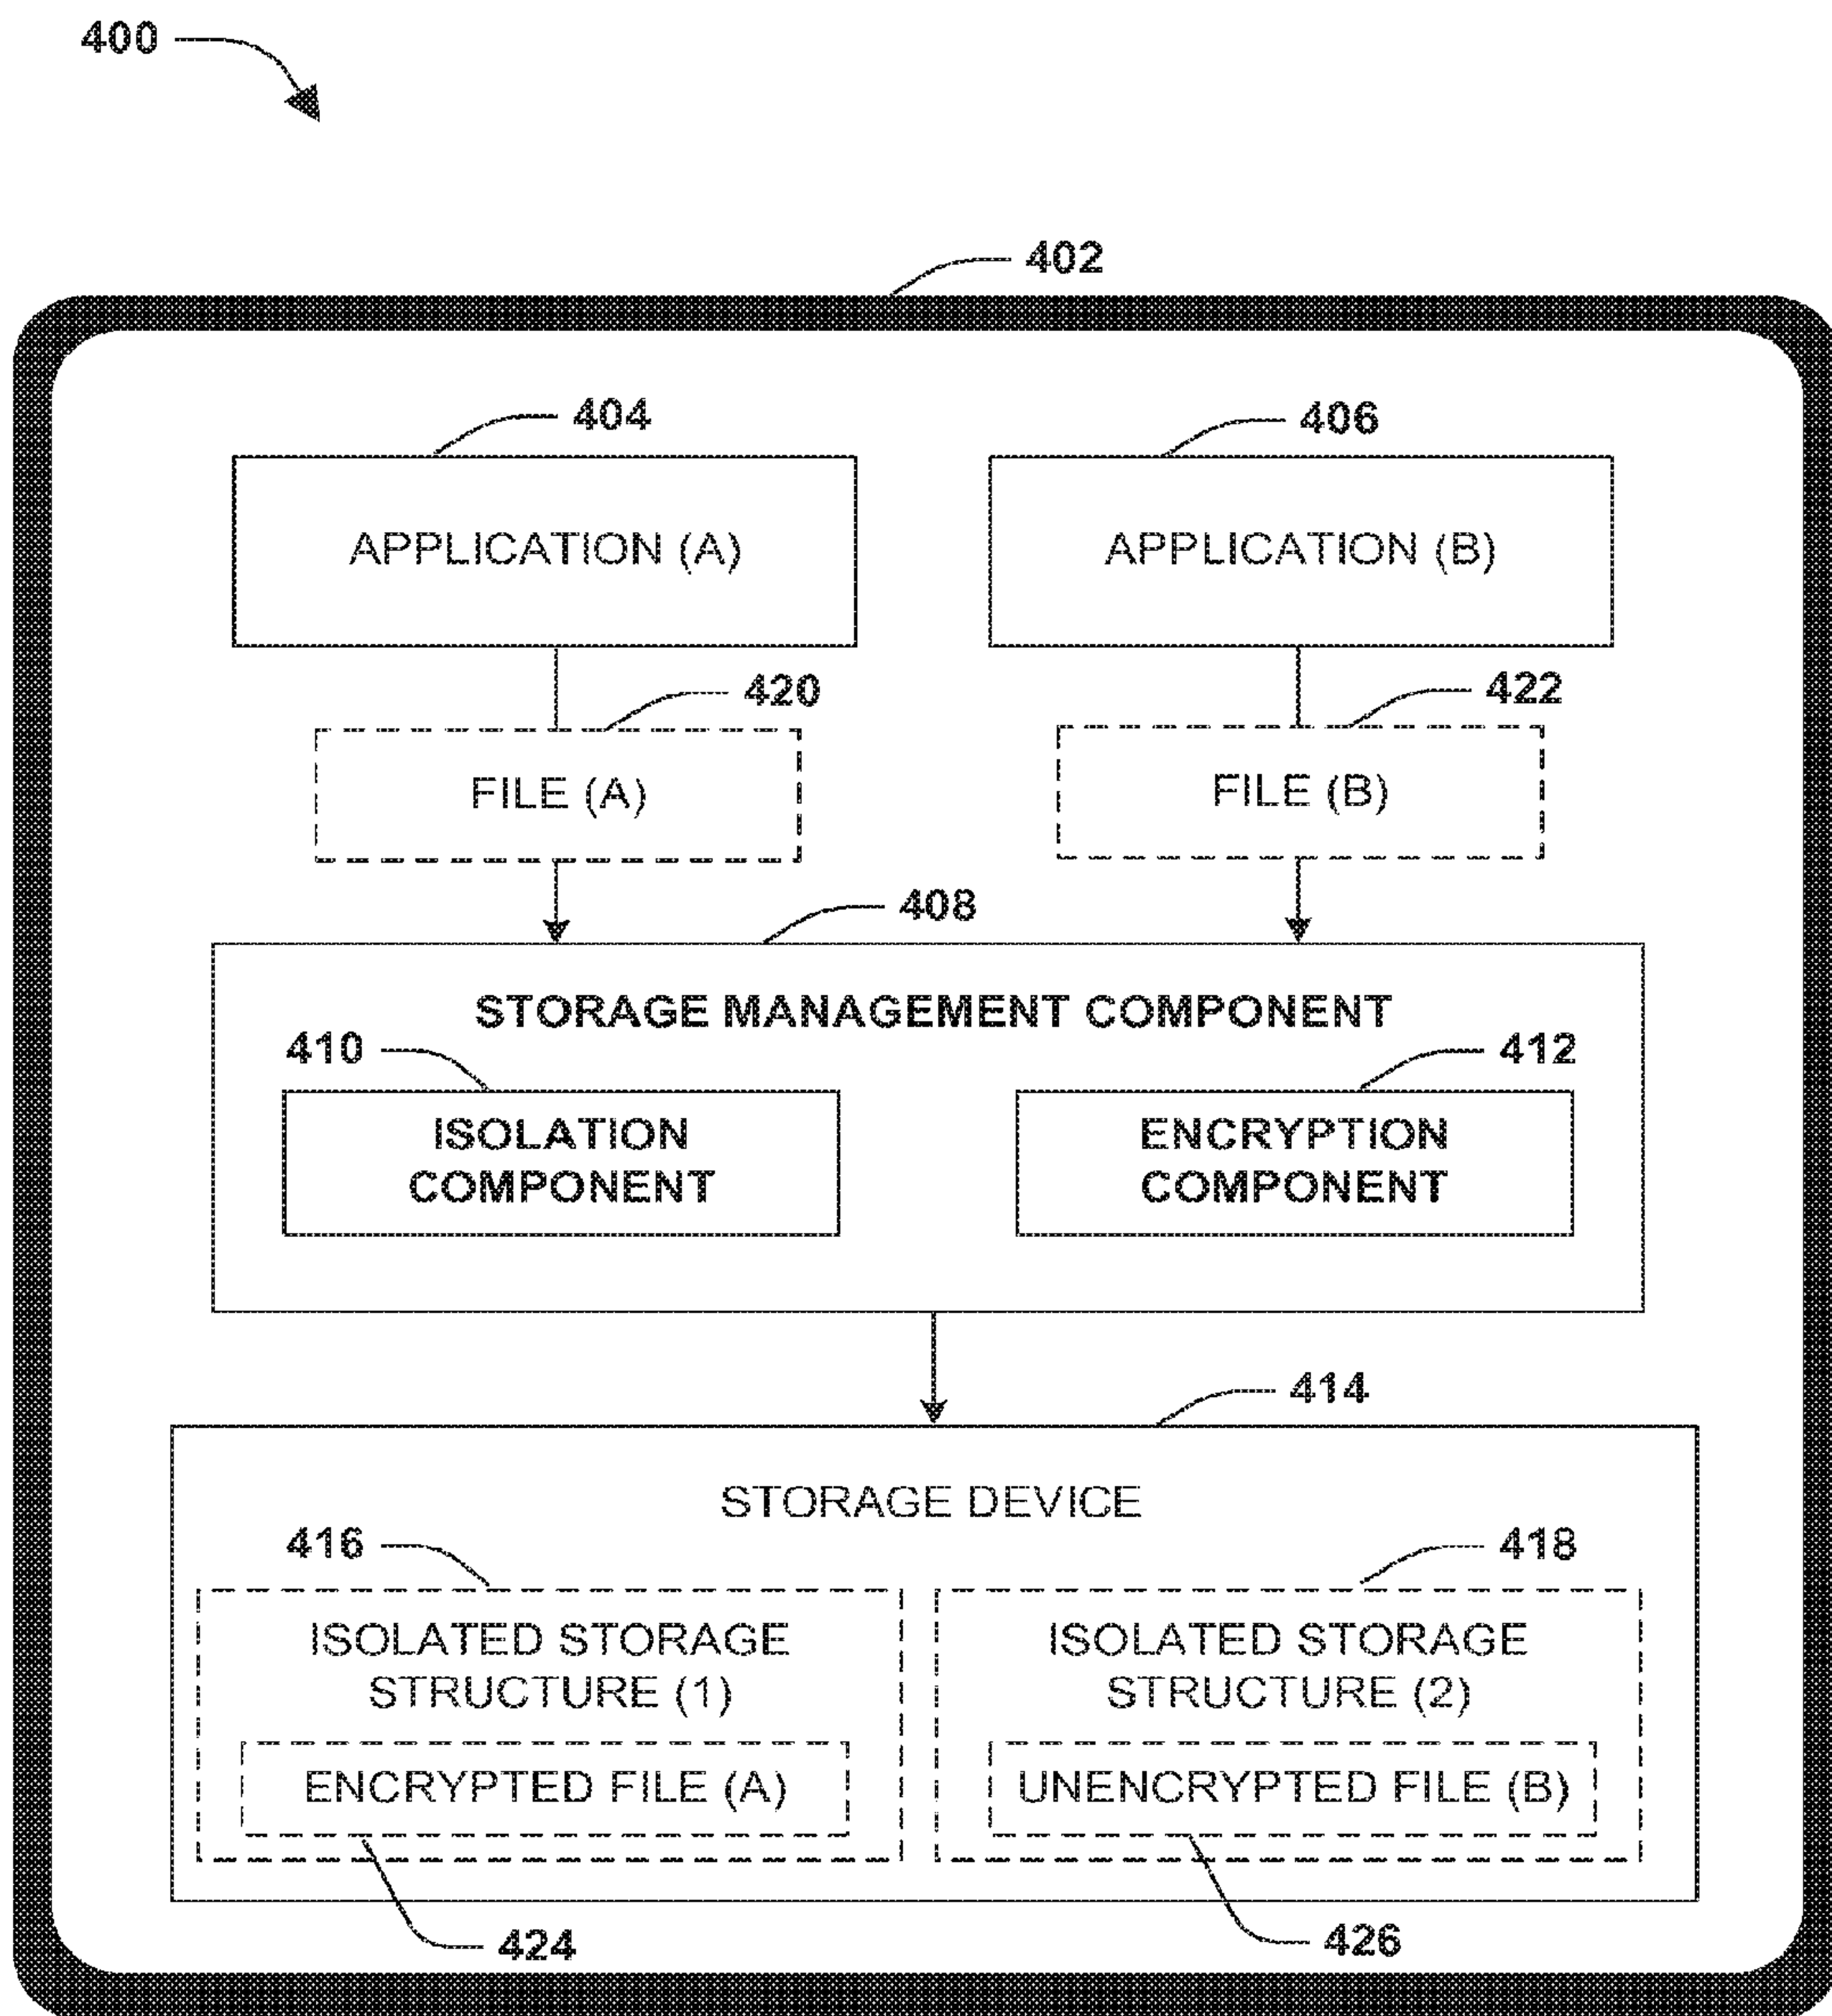 400
402
404
406
APPLICATION (A)
APPLICATION (B)
420
422
FILE (A)
FILE (B)
408
STORAGE MANAGEMENT COMPONENT
410
412
ISOLATION
COMPONENT
ENCRYPTION
COMPONENT
414
STORAGE DEVICE
416
418
ISOLATED STORAGE
STRUCTURE (1)
ISOLATED STORAGE
STRUCTURE (2)
ENCRYPTED FILE (A)
UNENCRYPTED FILE (B)
424
426